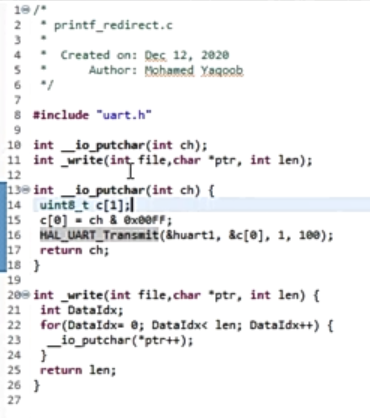 1 /*
2  * printf_redirect.c
3  *
4  *  Created on: Dec 12, 2020
5  *      Author: Mohamed Yaqoob
6  */
7
8 #include "uart.h"
9
10 int __io_putchar(int ch);
11 int _write(int file,char *ptr, int len);
12
13 int __io_putchar(int ch) {
14  uint8_t c[1];
15  c[0] = ch & 0x00FF;
16  HAL_UART_Transmit(&huart1, &c[0], 1, 100);
17  return ch;
18 }
19
20 int _write(int file,char *ptr, int len) {
21  int DataIdx;
22  for(DataIdx= 0; DataIdx< len; DataIdx++) {
23   __io_putchar(*ptr++);
24  }
25  return len;
26 }
27